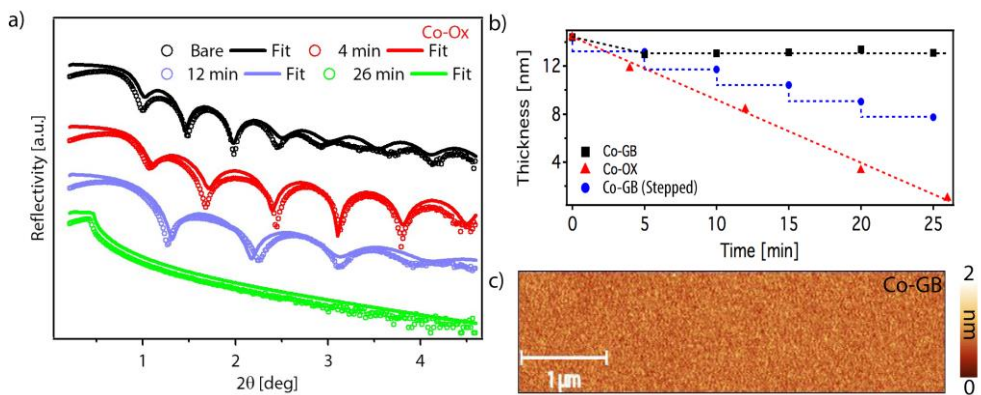 a)
Co-Ox
Bare Fit 4 min Fit
12 min Fit 26 min Fit
Reflectivity [a.u.]
1 2 3 4
2θ [deg]
b)
Thickness [nm]
12
8
4
Co-GB
Co-OX
Co-GB (Stepped)
0 5 10 15 20 25
Time [min]
c)
Co-GB
1 μm
2
nm
0